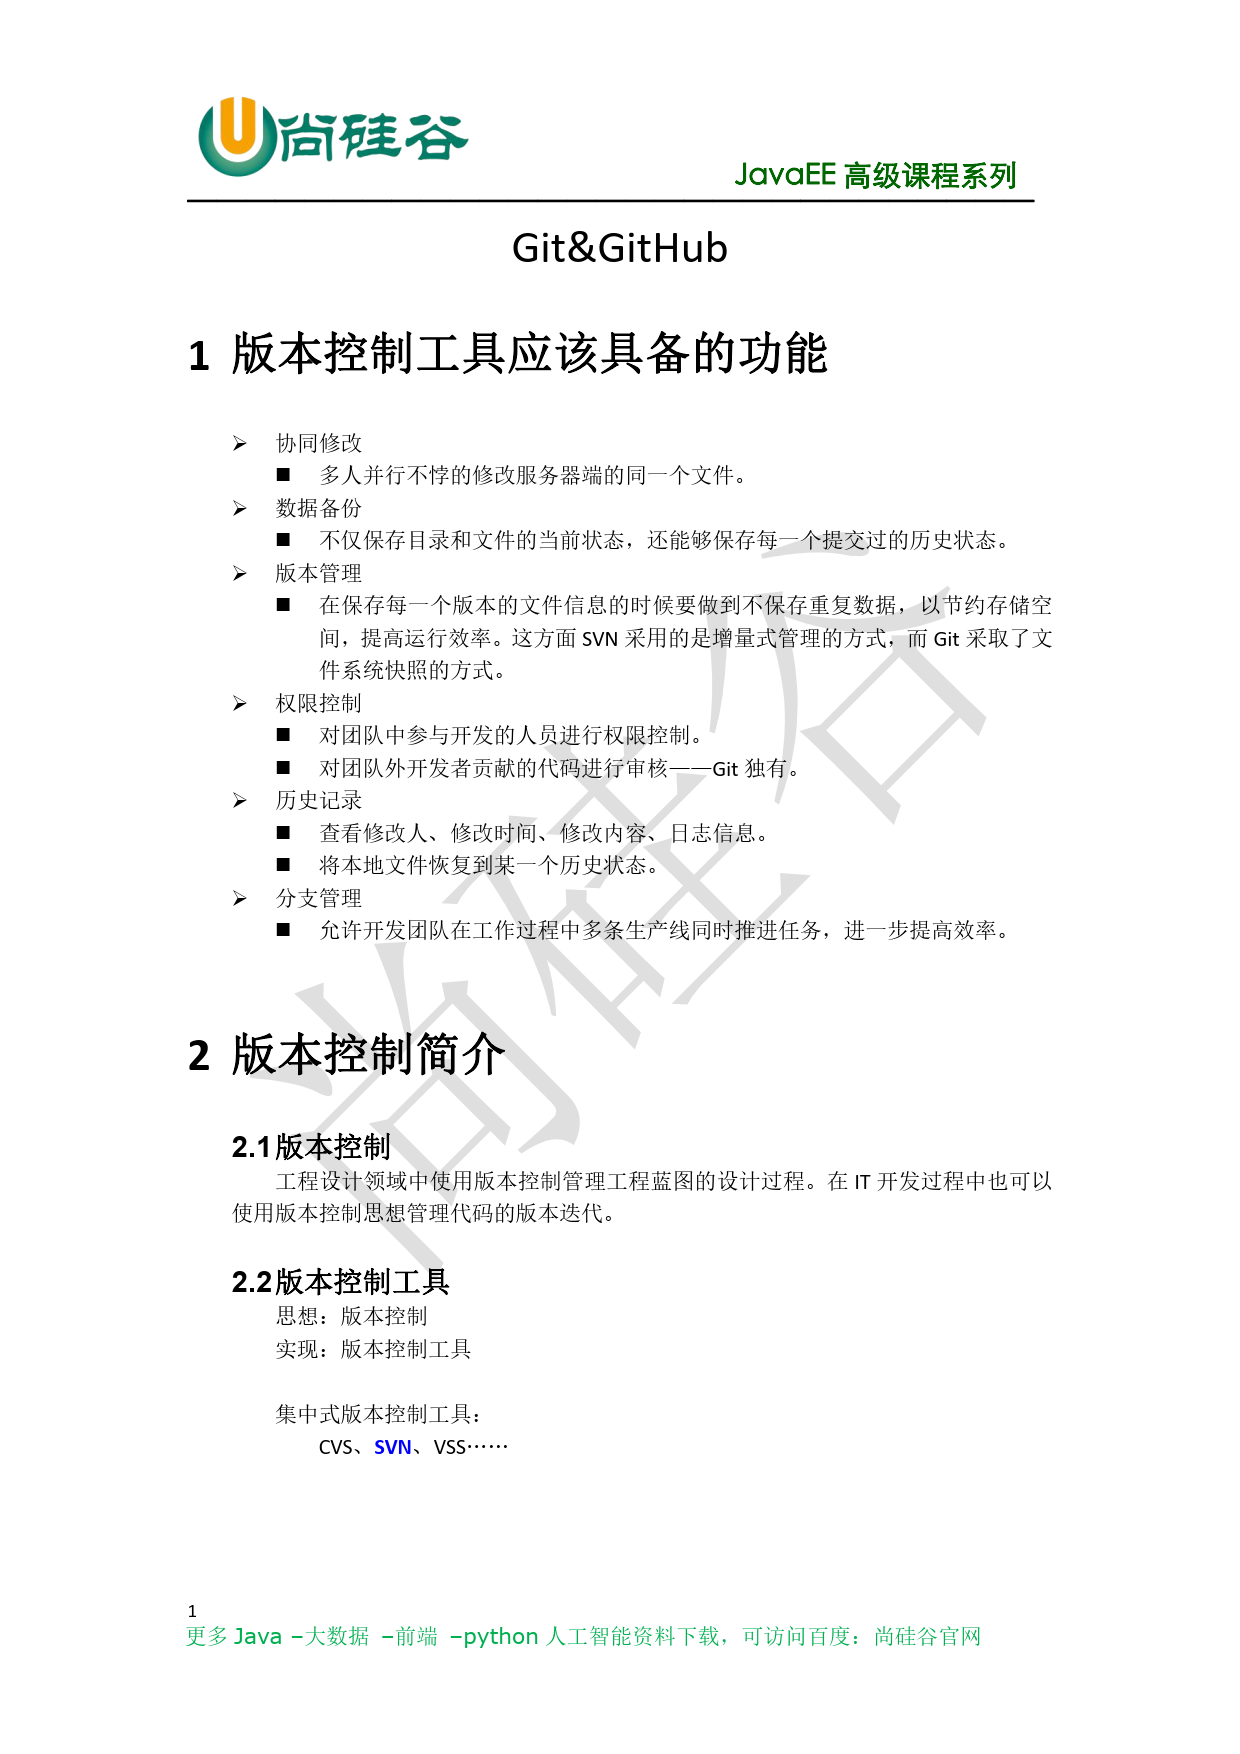 尚硅谷
JavaEE 高级课程系列
Git&GitHub
1 版本控制工具应该具备的功能
➢ 协同修改
■ 多人并行不悖的修改服务器端的同一个文件。
➢ 数据备份
■ 不仅保存目录和文件的当前状态，还能够保存每一个提交过的历史状态。
➢ 版本管理
■ 在保存每一个版本的文件信息的时候要做到不保存重复数据，以节约存储空
间，提高运行效率。这方面 SVN 采用的是增量式管理的方式，而 Git 采取了文
件系统快照的方式。
➢ 权限控制
■ 对团队中参与开发的人员进行权限控制。
■ 对团队外开发者贡献的代码进行审核——Git 独有。
➢ 历史记录
■ 查看修改人、修改时间、修改内容、日志信息。
■ 将本地文件恢复到某一个历史状态。
➢ 分支管理
■ 允许开发团队在工作过程中多条生产线同时推进任务，进一步提高效率。
尚硅谷
2 版本控制简介
2.1版本控制
工程设计领域中使用版本控制管理工程蓝图的设计过程。在 IT 开发过程中也可以
使用版本控制思想管理代码的版本迭代。
2.2版本控制工具
思想：版本控制
实现：版本控制工具
集中式版本控制工具：
CVS、SVN、VSS……
1
更多 Java –大数据 –前端 –python 人工智能资料下载，可访问百度：尚硅谷官网